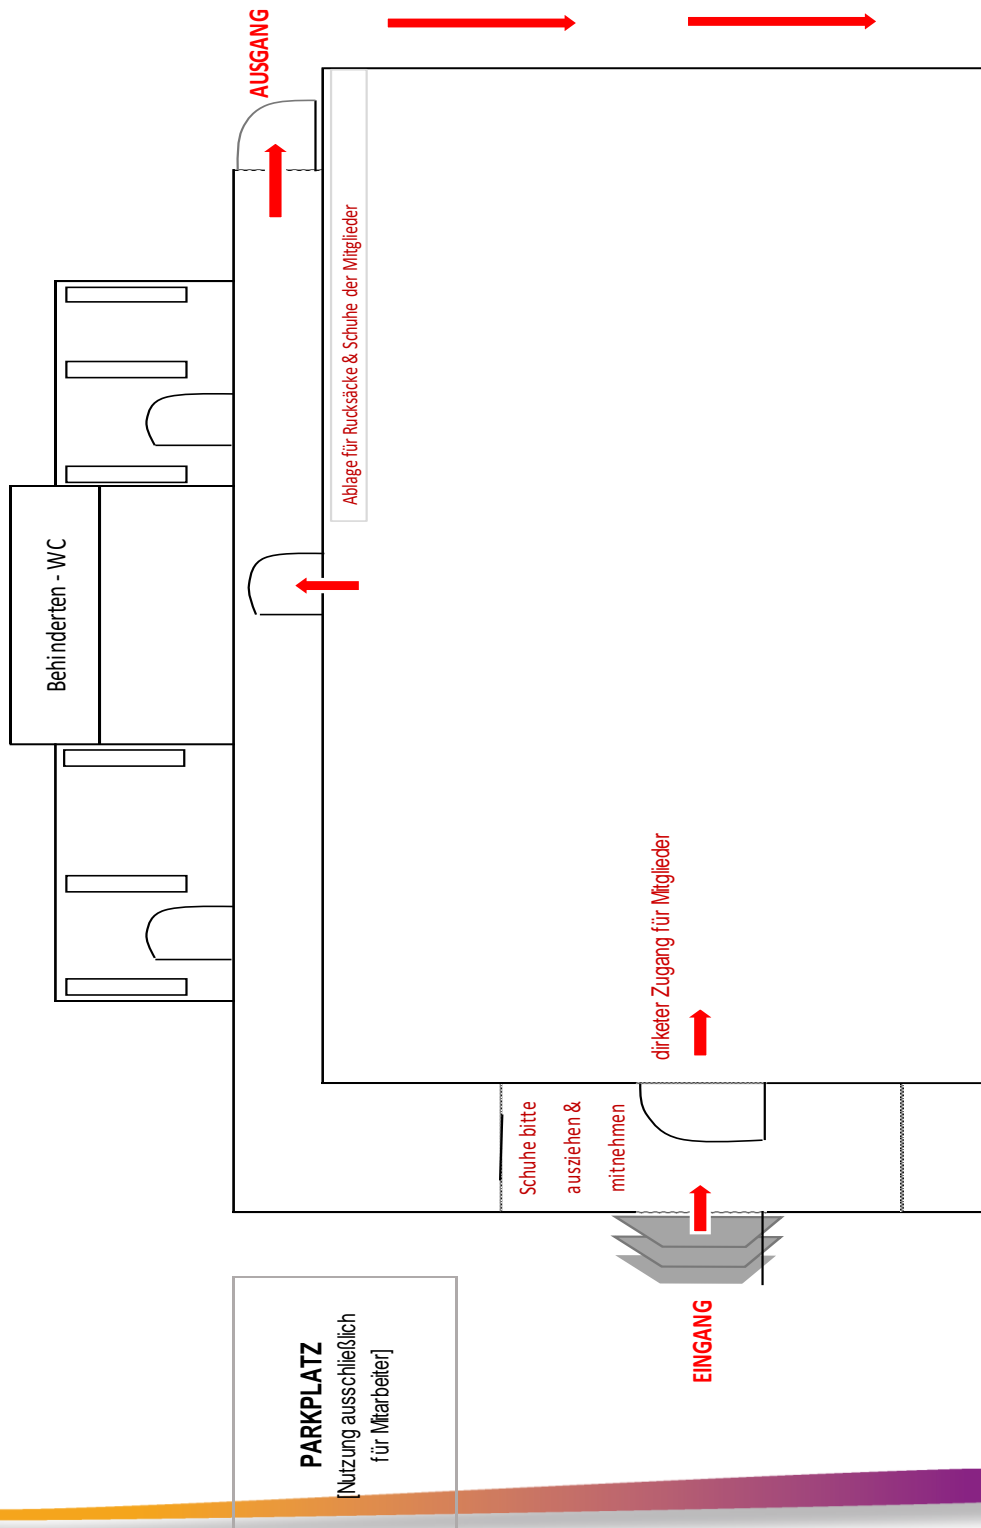 AUSGANG
Ablage für Rucksäcke & Schuhe der Mitglieder
Behinderten - WC
dirketer Zugang für Mitglieder
Schuhe bitte
ausziehen &
mitnehmen
EINGANG
PARKPLATZ
[Nutzung ausschließlich
für Mitarbeiter]